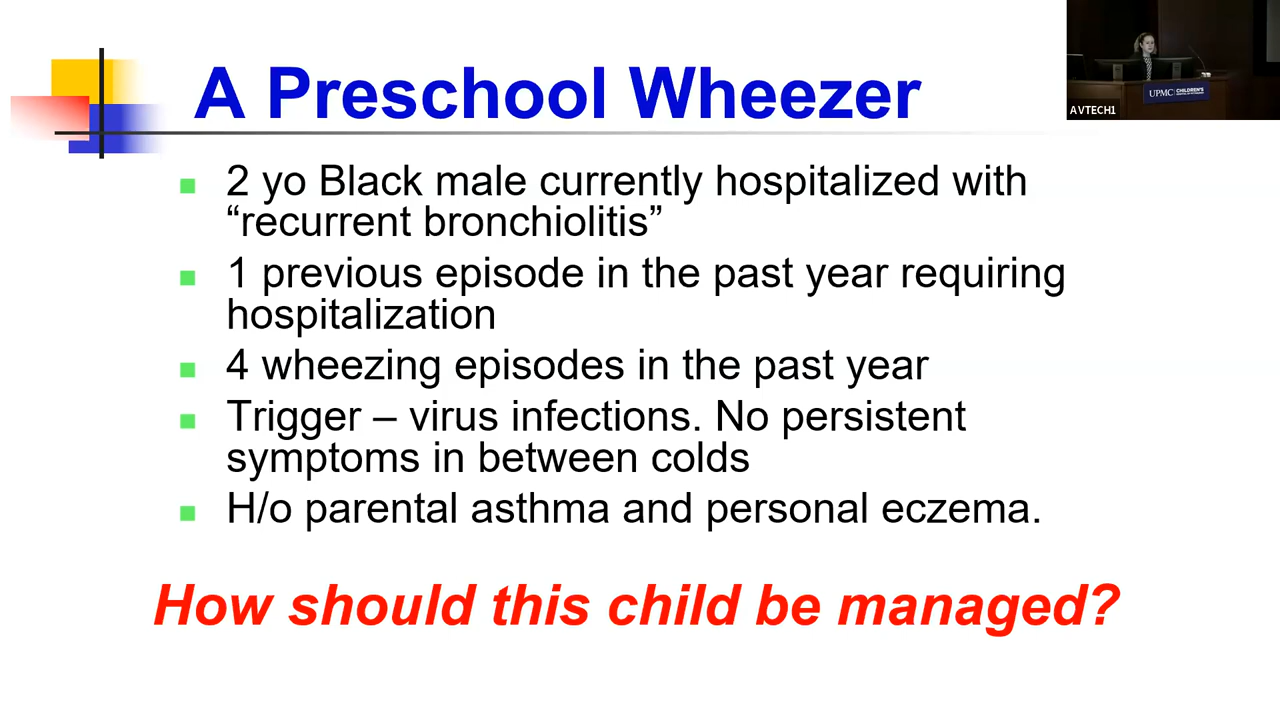 A Preschool Wheezer
2 yo Black male currently hospitalized with
“recurrent bronchiolitis”
1 previous episode in the past year requiring
hospitalization
4 wheezing episodes in the past year
Trigger – virus infections. No persistent
symptoms in between colds
H/o parental asthma and personal eczema.
How should this child be managed?
UPMC CHILDREN'S
AVTECH1